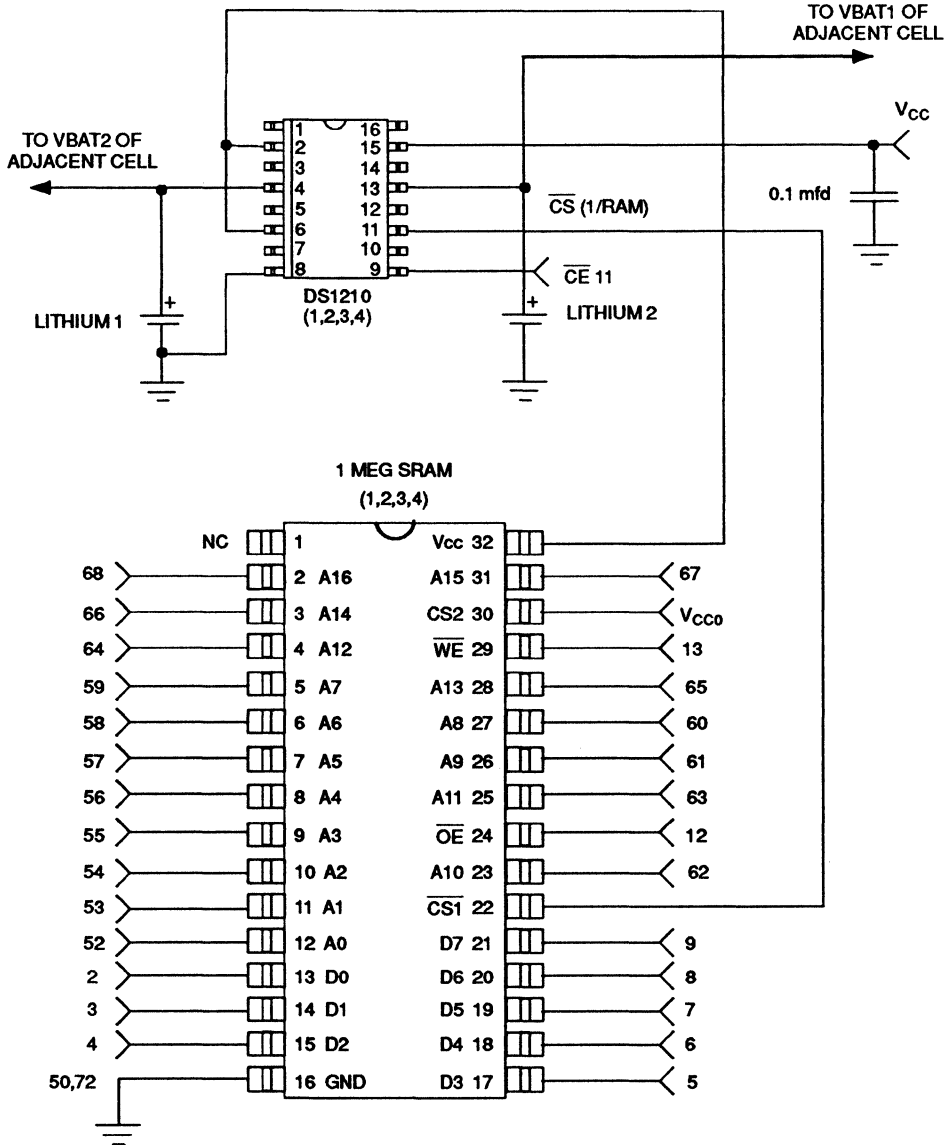 TO VBAT1 OF
ADJACENT CELL
VCC
TO VBAT2 OF
ADJACENT CELL
1 16
2 15
3 14
4 13
5 12
6 11
7 10
8 9
0.1 mfd
C̅S̅ (1/RAM)
C̅E̅ 11
DS1210
(1,2,3,4)
+
LITHIUM 1
+
LITHIUM 2
1 MEG SRAM
(1,2,3,4)
NC 1 Vcc 32
68 2 A16 A15 31 67
66 3 A14 CS2 30 VCC0
64 4 A12 W̅E̅ 29 13
59 5 A7 A13 28 65
58 6 A6 A8 27 60
57 7 A5 A9 26 61
56 8 A4 A11 25 63
55 9 A3 O̅E̅ 24 12
54 10 A2 A10 23 62
53 11 A1 C̅S̅1̅ 22
52 12 A0 D7 21 9
2 13 D0 D6 20 8
3 14 D1 D5 19 7
4 15 D2 D4 18 6
50,72 16 GND D3 17 5